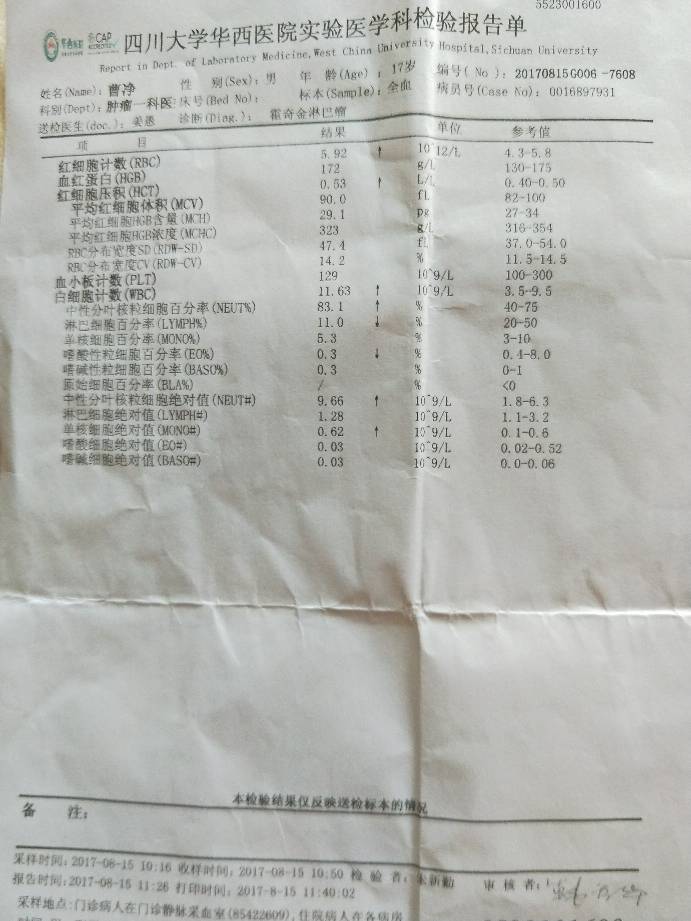 5523001600
华西医院 CAP ACCREDITED
四川大学华西医院实验医学科检验报告单
Report in Dept. of Laboratory Medicine, West China University Hospital, Sichuan University
姓名(Name): 曹净 性 别(Sex): 男 年 龄(Age) : 17岁 编号( No ): 20170815G006 -7608
科别(Dept): 肿瘤一科医 床号(Bed No): 标本(Sample): 全血 病员号(Case No): 0016897931
送检医生(doc.): 姜愚 诊断(Diag.): 霍奇金淋巴瘤
项 目 结果 单位 参考值
红细胞计数(RBC) 5.92 ↑ 10^12/L 4.3-5.8
血红蛋白(HGB) 172 g/L 130-175
红细胞压积(HCT) 0.53 ↑ L/L 0.40-0.50
平均红细胞体积(MCV) 90.0 fL 82-100
平均红细胞HGB含量(MCH) 29.1 pg 27-34
平均红细胞HGB浓度(MCHC) 323 g/L 316-354
RBC分布宽度SD(RDW-SD) 47.4 fL 37.0-54.0
RBC分布宽度CV(RDW-CV) 14.2 % 11.5-14.5
血小板计数(PLT) 129 10^9/L 100-300
白细胞计数(WBC) 11.63 ↑ 10^9/L 3.5-9.5
中性分叶核粒细胞百分率(NEUT%) 83.1 ↑ % 40-75
淋巴细胞百分率(LYMPH%) 11.0 ↓ % 20-50
单核细胞百分率(MONO%) 5.3 % 3-10
嗜酸性粒细胞百分率(EO%) 0.3 ↓ % 0.4-8.0
嗜碱性粒细胞百分率(BASO%) 0.3 % 0-1
原始细胞百分率(BLA%) / % <0
中性分叶核粒细胞绝对值(NEUT#) 9.66 ↑ 10^9/L 1.8-6.3
淋巴细胞绝对值(LYMPH#) 1.28 10^9/L 1.1-3.2
单核细胞绝对值(MONO#) 0.62 ↑ 10^9/L 0.1-0.6
嗜酸细胞绝对值(EO#) 0.03 10^9/L 0.02-0.52
嗜碱细胞绝对值(BASO#) 0.03 10^9/L 0.0-0.06
本检验结果仅反映送检标本的情况
备 注:
采样时间: 2017-08-15 10:16 收样时间: 2017-08-15 10:50 检 验 者: 朱新勤 审 核 者:
报告时间: 2017-08-15 11:26 打印时间: 2017-8-15 11:40:02
采样地点: 门诊病人在门诊静脉采血室(85422609), 住院病人在各病房